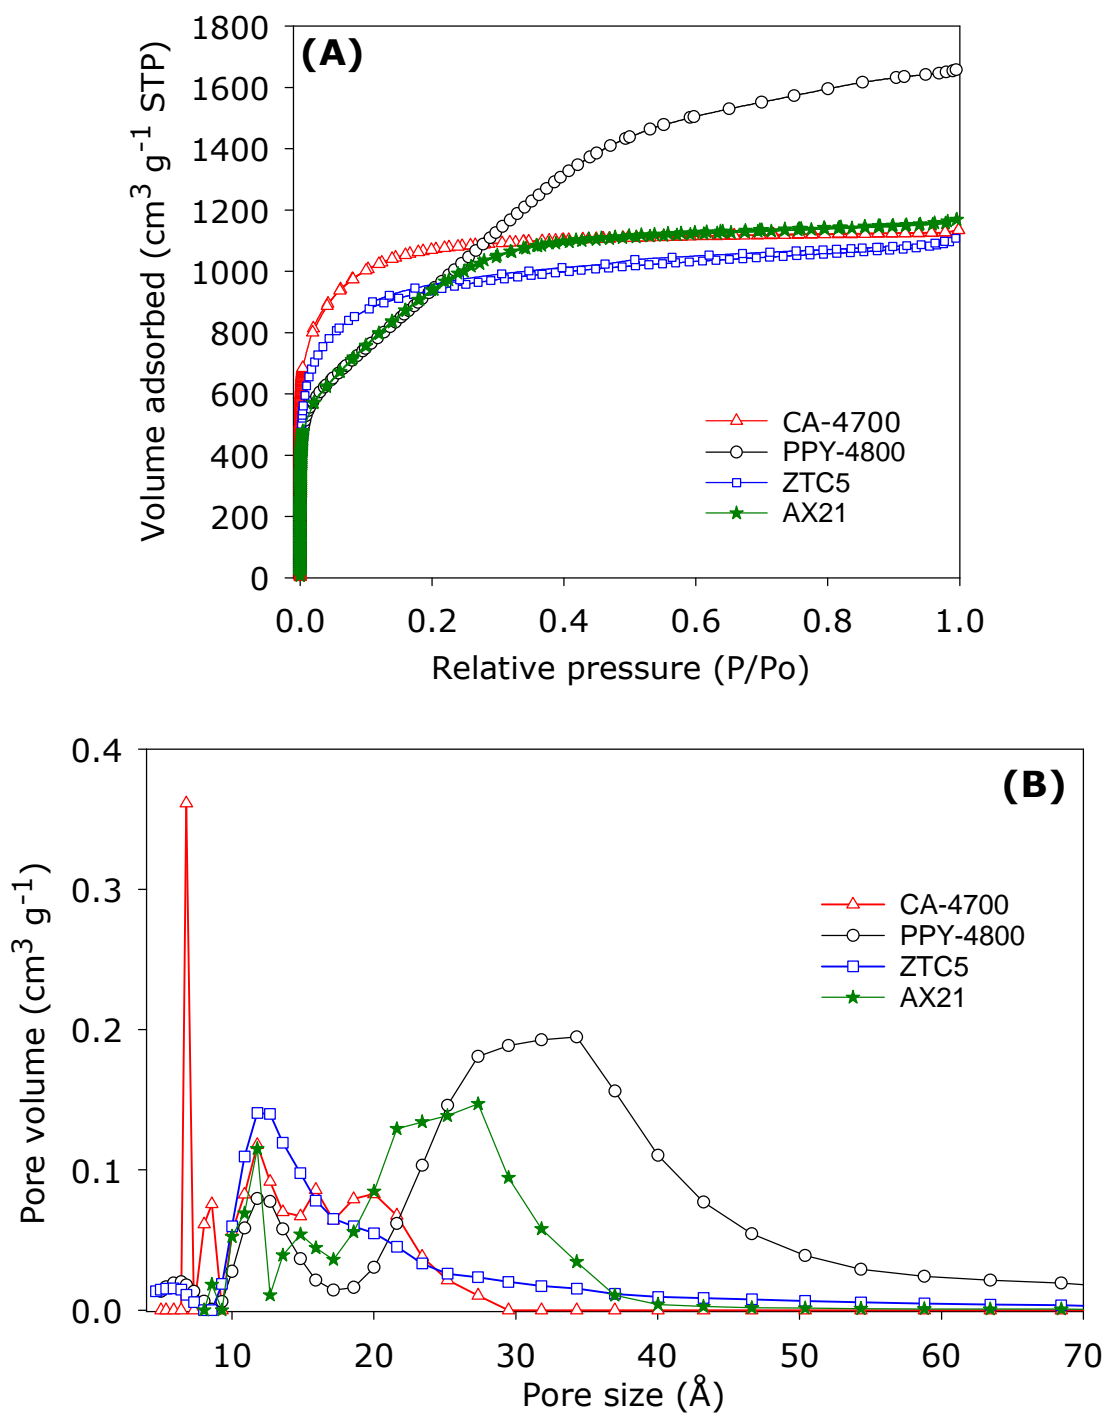 (A)
Volume adsorbed (cm³ g⁻¹ STP)
1800
1600
1400
1200
1000
800
600
400
200
0
CA-4700
PPY-4800
ZTC5
AX21
0.0 0.2 0.4 0.6 0.8 1.0
Relative pressure (P/Po)
(B)
Pore volume (cm³ g⁻¹)
0.4
0.3
0.2
0.1
0.0
CA-4700
PPY-4800
ZTC5
AX21
10 20 30 40 50 60 70
Pore size (Å)